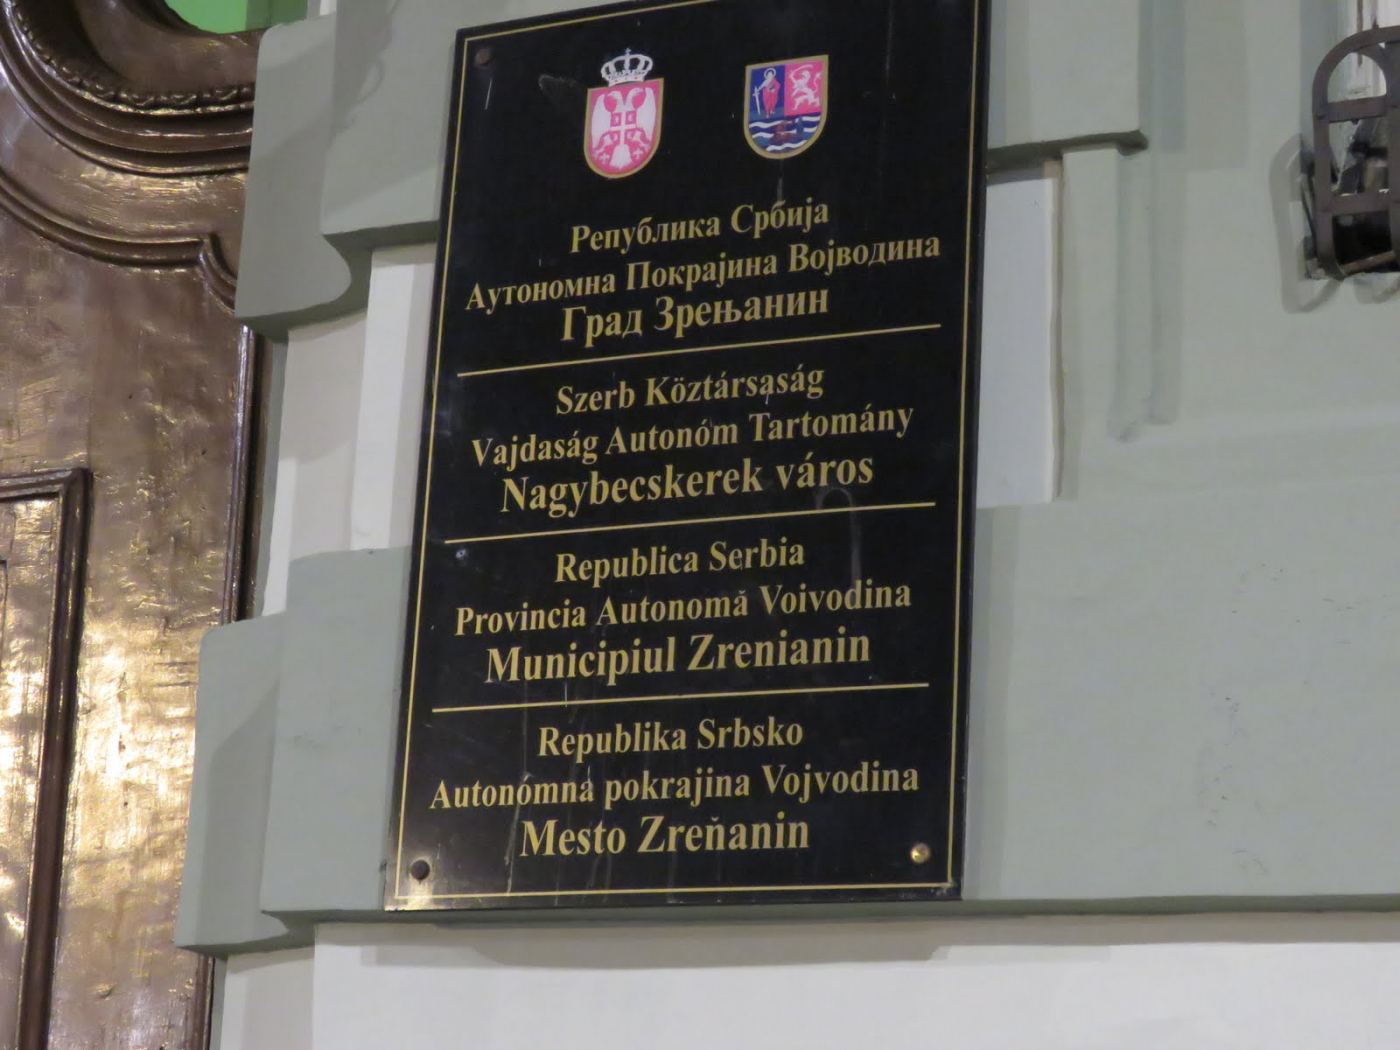 Република Србија
Аутономна Покрајина Војводина
Град Зрењанин
Szerb Köztársaság
Vajdaság Autonóm Tartomány
Nagybecskerek város
Republica Serbia
Provincia Autonomă Voivodina
Municipiul Zrenianin
Republika Srbsko
Autonómna pokrajina Vojvodina
Mesto Zreňanin